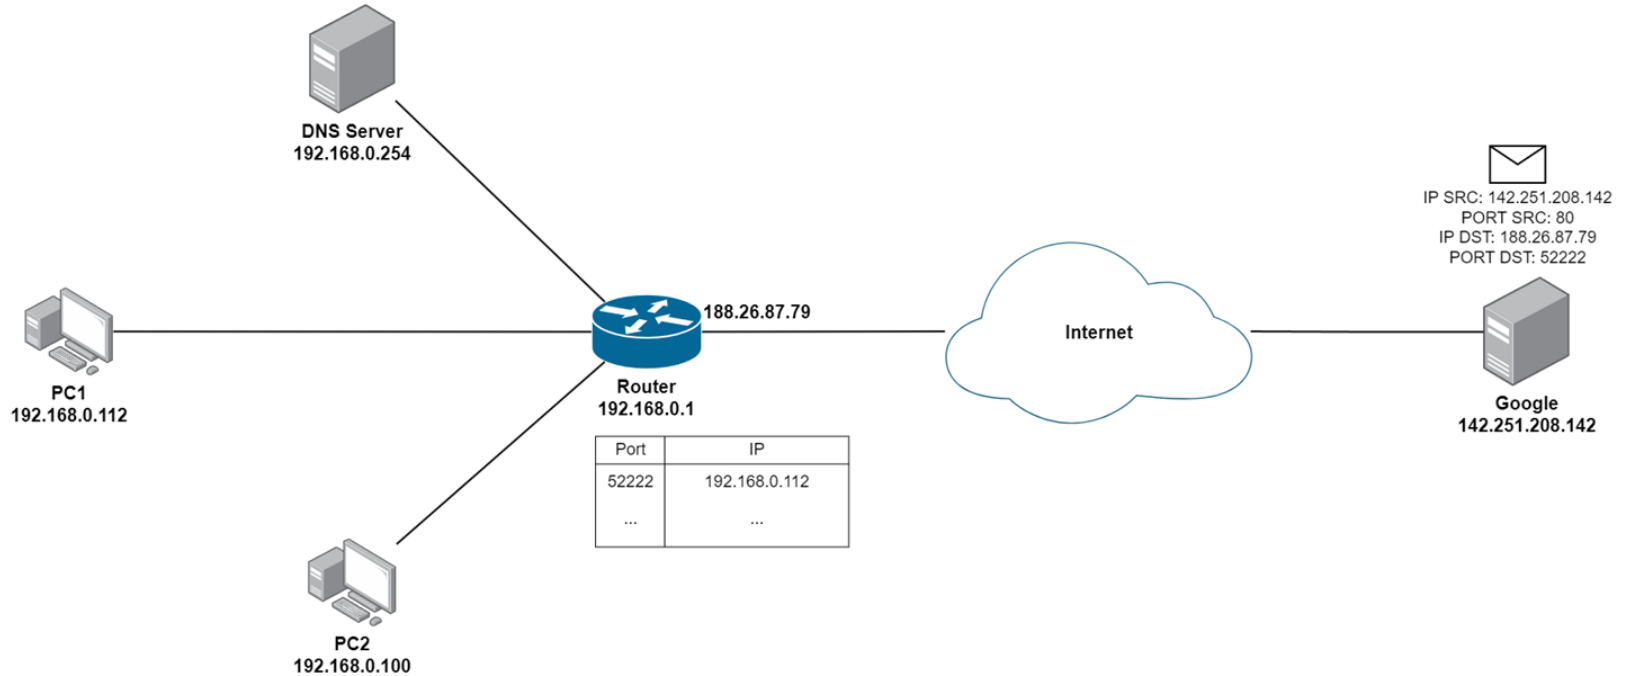 DNS Server
192.168.0.254
IP SRC: 142.251.208.142
PORT SRC: 80
IP DST: 188.26.87.79
PORT DST: 52222
188.26.87.79
Internet
PC1
192.168.0.112
Router
192.168.0.1
Google
142.251.208.142
Port IP
52222 192.168.0.112
... ...
PC2
192.168.0.100